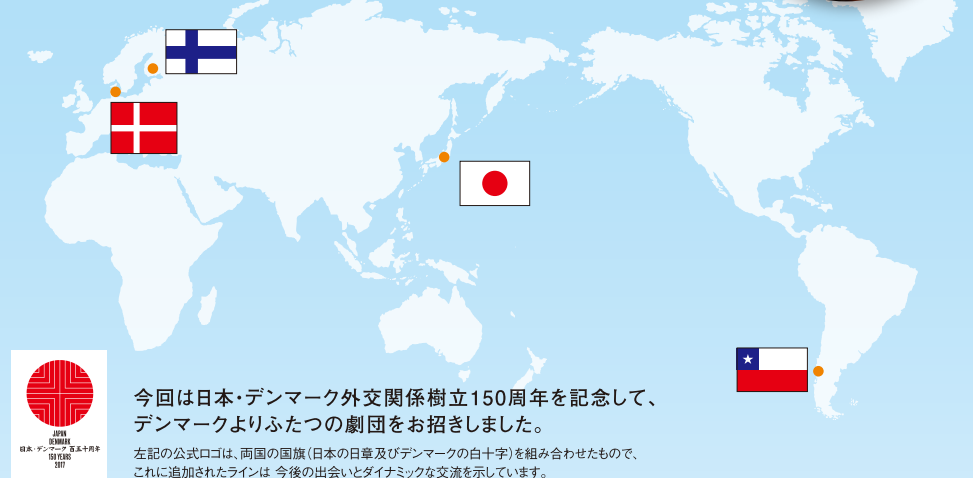 今回は日本・デンマーク外交関係樹立150周年を記念して、
デンマークよりふたつの劇団をお招きしました。
左記の公式ロゴは、両国の国旗(日本の日章及びデンマークの白十字)を組み合わせたもので、
これに追加されたラインは 今後の出会いとダイナミックな交流を示しています。
JAPAN
DENMARK
日本・デンマーク 百五十周年
150 YEARS
2017